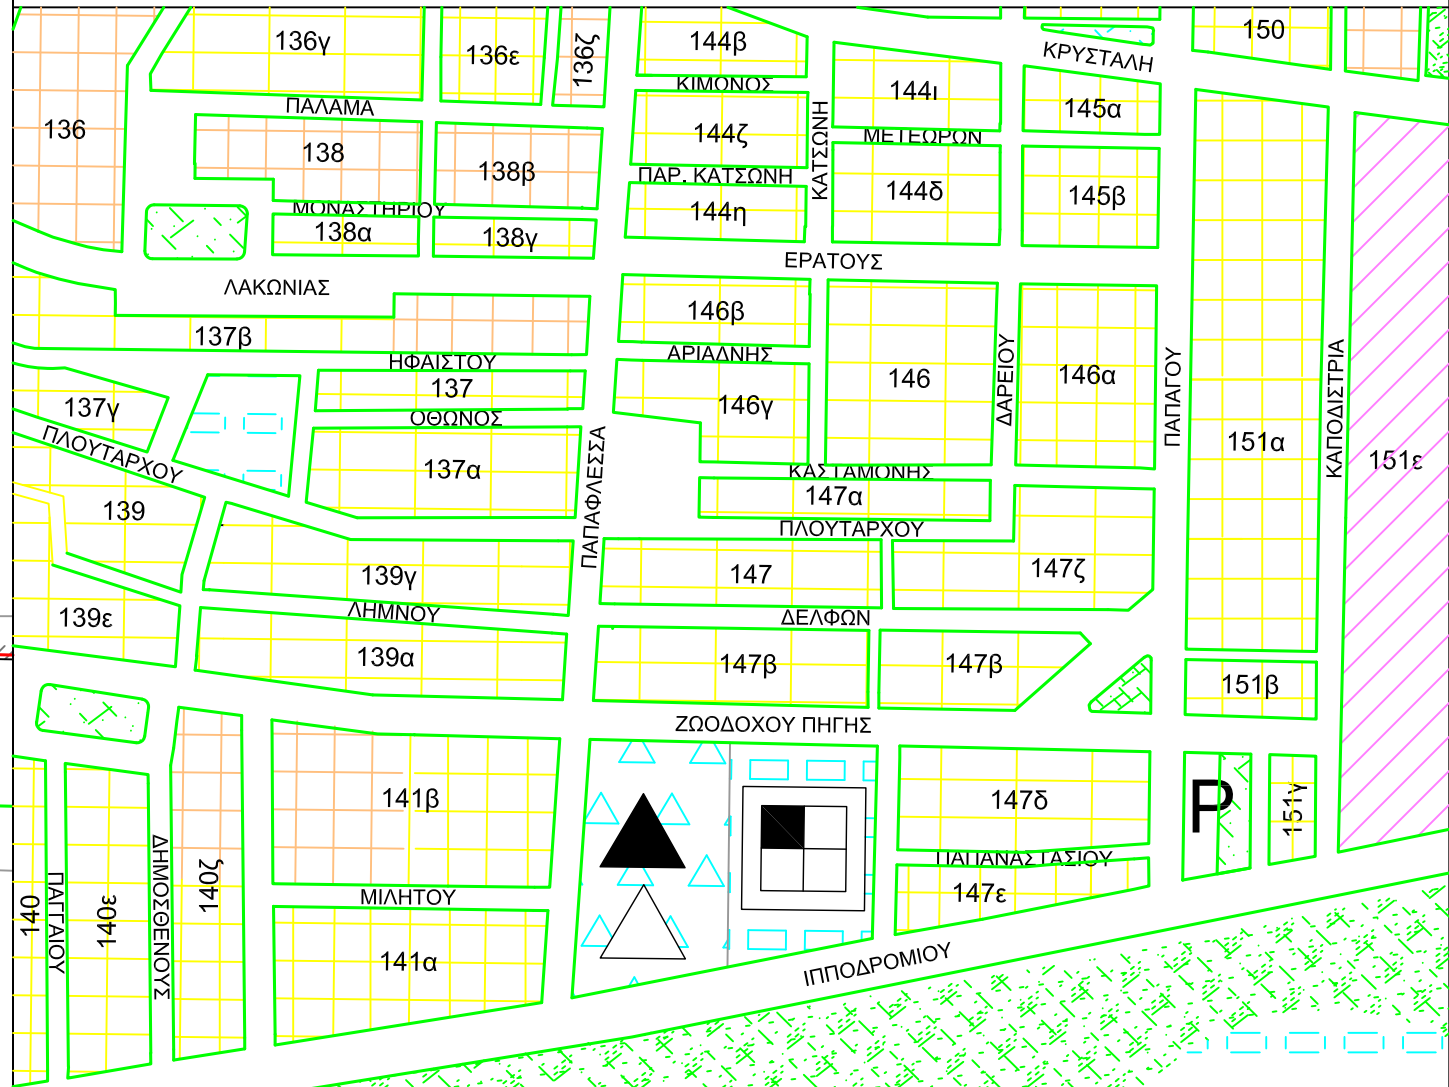 150
136γ
144β
136ε
136ζ
ΚΡΥΣΤΑΛΗ
ΚΙΜΩΝΟΣ
144ι
ΠΑΛΑΜΑ
145α
136
144ζ
ΜΕΤΕΩΡΩΝ
138
ΚΑΤΣΩΝΗ
138β
ΠΑΡ. ΚΑΤΣΩΝΗ
144δ
145β
ΜΟΝΑΣΤΗΡΙΟΥ
144η
138α
138γ
ΕΡΑΤΟΥΣ
ΛΑΚΩΝΙΑΣ
146β
137β
ΑΡΙΑΔΝΗΣ
ΗΦΑΙΣΤΟΥ
146
ΔΑΡΕΙΟΥ
146α
137
ΠΑΠΑΓΟΥ
ΚΑΠΟΔΙΣΤΡΙΑ
137γ
146γ
ΟΘΩΝΟΣ
151α
ΠΛΟΥΤΑΡΧΟΥ
151ε
137α
ΚΑΣΤΑΜΟΝΗΣ
147α
ΠΑΠΑΦΛΕΣΣΑ
139
ΠΛΟΥΤΑΡΧΟΥ
139γ
147
147ζ
139ε
ΛΗΜΝΟΥ
ΔΕΛΦΩΝ
139α
147β
147β
151β
ΖΩΟΔΟΧΟΥ ΠΗΓΗΣ
141β
147δ
P
151γ
ΠΑΠΑΝΑΣΤΑΣΙΟΥ
140ζ
ΜΙΛΗΤΟΥ
147ε
140
ΠΑΓΓΑΙΟΥ
140ε
ΔΗΜΟΣΘΕΝΟΥΣ
141α
ΙΠΠΟΔΡΟΜΙΟΥ